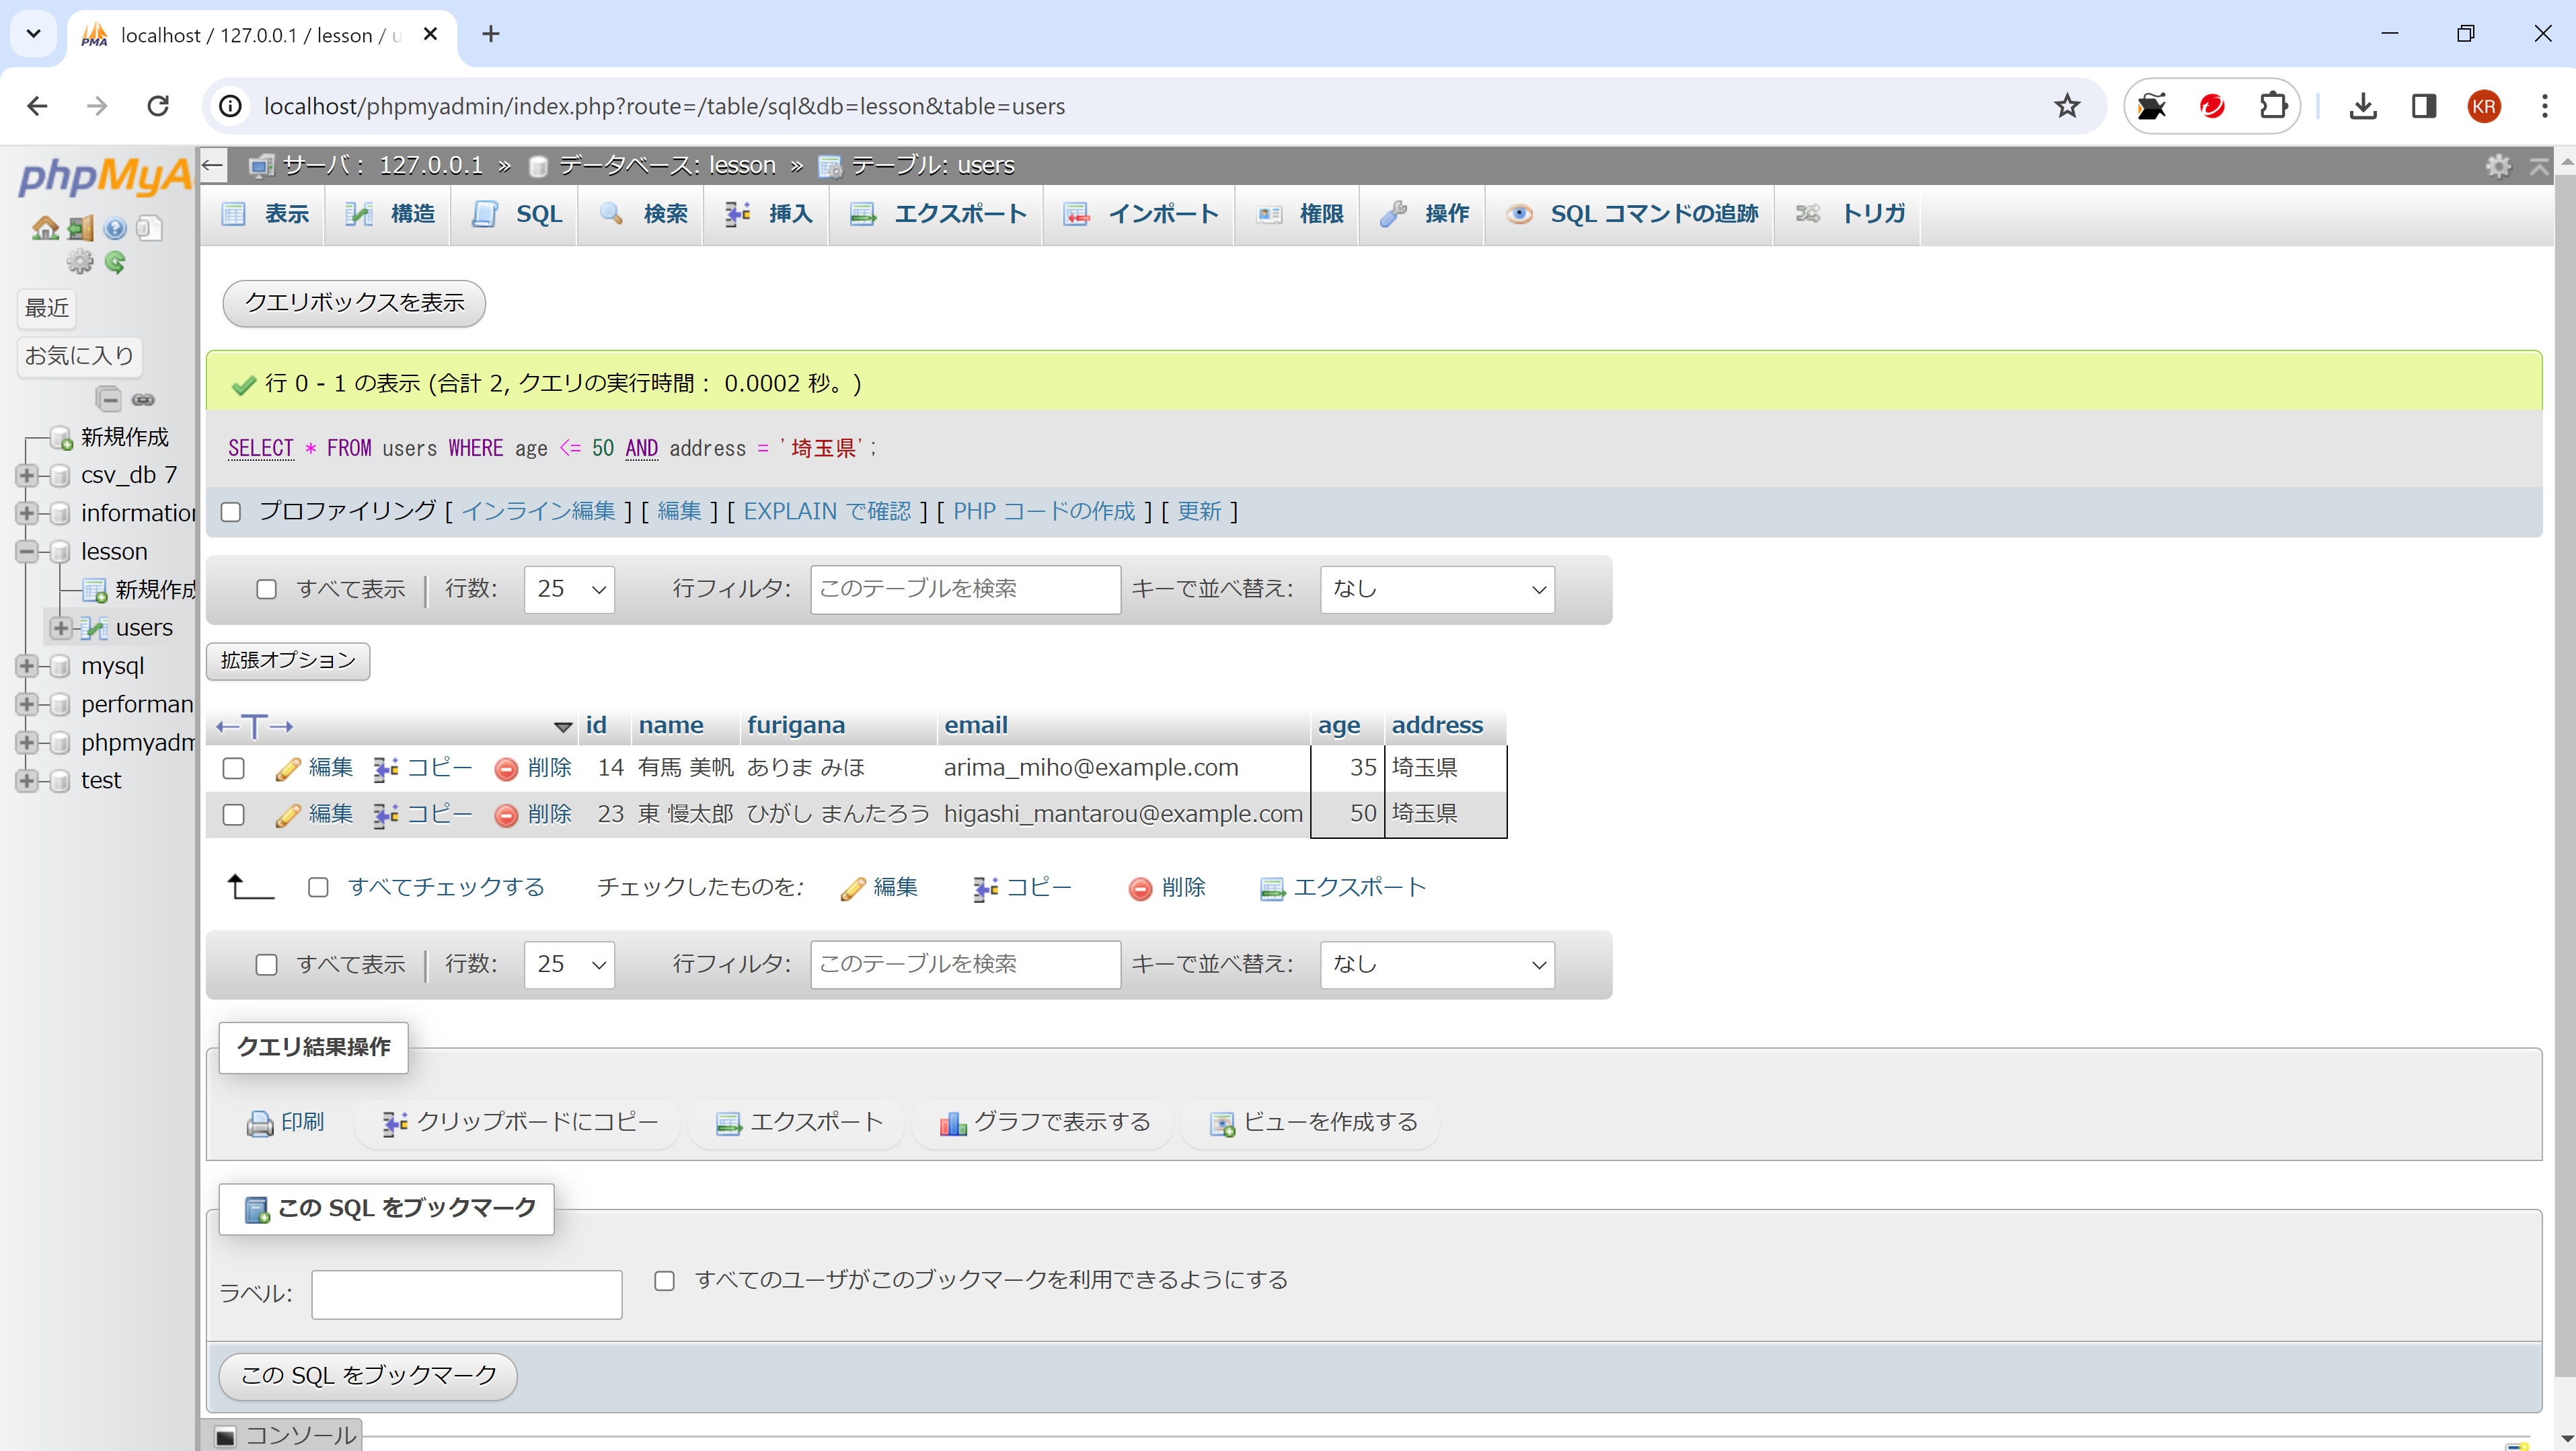 localhost / 127.0.0.1 / lesson / u
localhost/phpmyadmin/index.php?route=/table/sql&db=lesson&table=users
KR
phpMyA
最近
お気に入り
新規作成
csv_db 7
information
lesson
新規作成
users
mysql
performan
phpmyadm
test
サーバ： 127.0.0.1 » データベース: lesson » テーブル: users
表示 構造 SQL 検索 挿入 エクスポート インポート 権限 操作 SQL コマンドの追跡 トリガ
クエリボックスを表示
行 0 - 1 の表示 (合計 2, クエリの実行時間： 0.0002 秒。)
SELECT * FROM users WHERE age <= 50 AND address = '埼玉県';
プロファイリング [ インライン編集 ] [ 編集 ] [ EXPLAIN で確認 ] [ PHP コードの作成 ] [ 更新 ]
すべて表示 行数: 25 行フィルタ: このテーブルを検索 キーで並べ替え: なし
拡張オプション
←T→ id name furigana email age address
編集 コピー 削除 14 有馬 美帆 ありま みほ arima_miho@example.com 35 埼玉県
編集 コピー 削除 23 東 慢太郎 ひがし まんたろう higashi_mantarou@example.com 50 埼玉県
すべてチェックする チェックしたものを: 編集 コピー 削除 エクスポート
すべて表示 行数: 25 行フィルタ: このテーブルを検索 キーで並べ替え: なし
クエリ結果操作
印刷 クリップボードにコピー エクスポート グラフで表示する ビューを作成する
この SQL をブックマーク
ラベル: すべてのユーザがこのブックマークを利用できるようにする
この SQL をブックマーク
コンソール